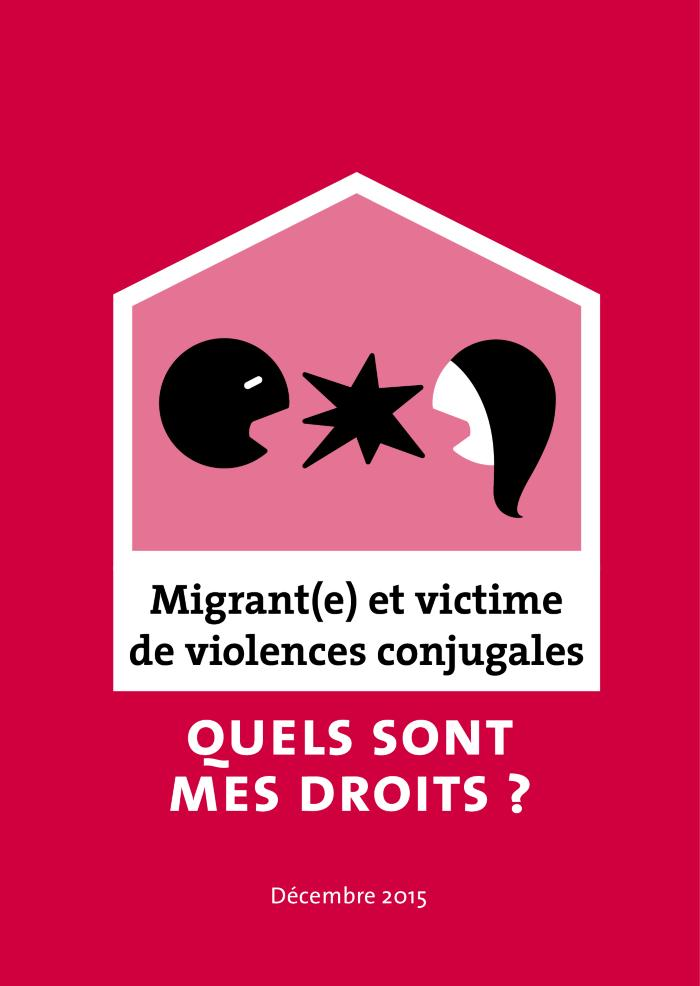 Migrant(e) et victime
de violences conjugales
QUELS SONT
MES DROITS ?
Décembre 2015